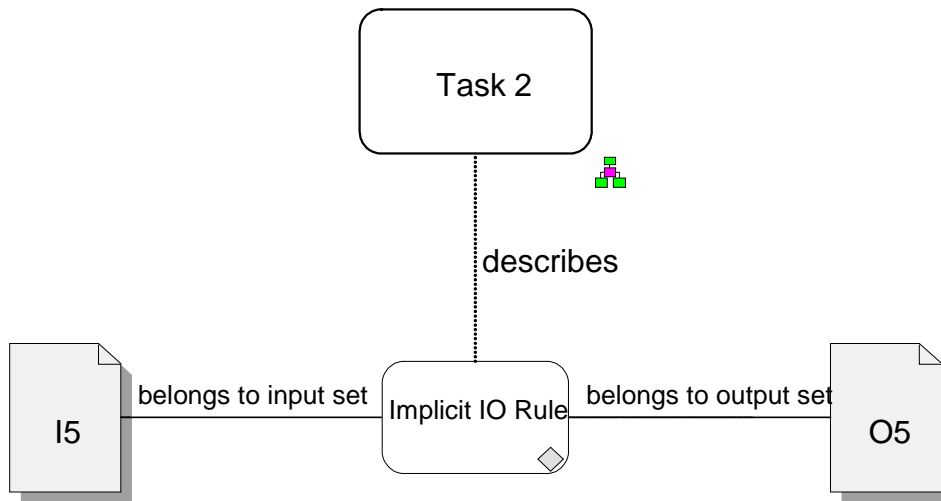 Task 2
describes
belongs to input set
Implicit IO Rule
belongs to output set
I5
O5